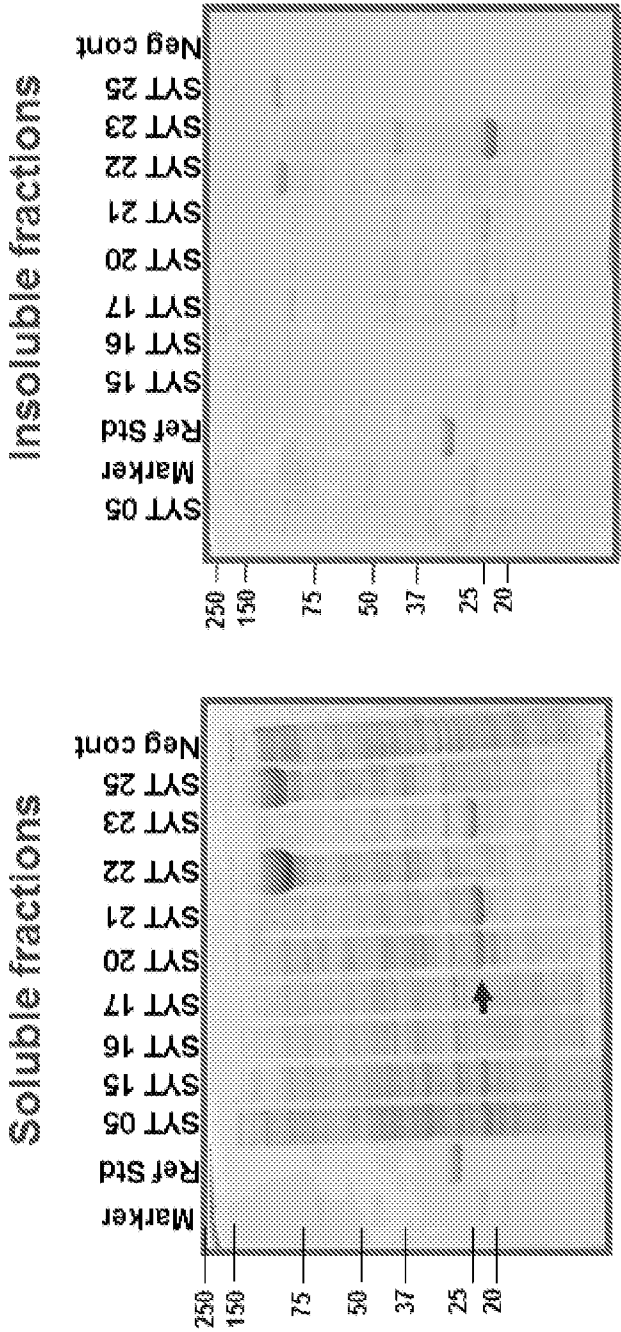 Soluble fractions
Marker
Ref Std
SYT 05
SYT 15
SYT 16
SYT 17
SYT 20
SYT 21
SYT 22
SYT 23
SYT 25
Neg cont
250
150
75
50
37
25
20
Insoluble fractions
SYT 05
Marker
Ref Std
SYT 15
SYT 16
SYT 17
SYT 20
SYT 21
SYT 22
SYT 23
SYT 25
Neg cont
250
150
75
50
37
25
20